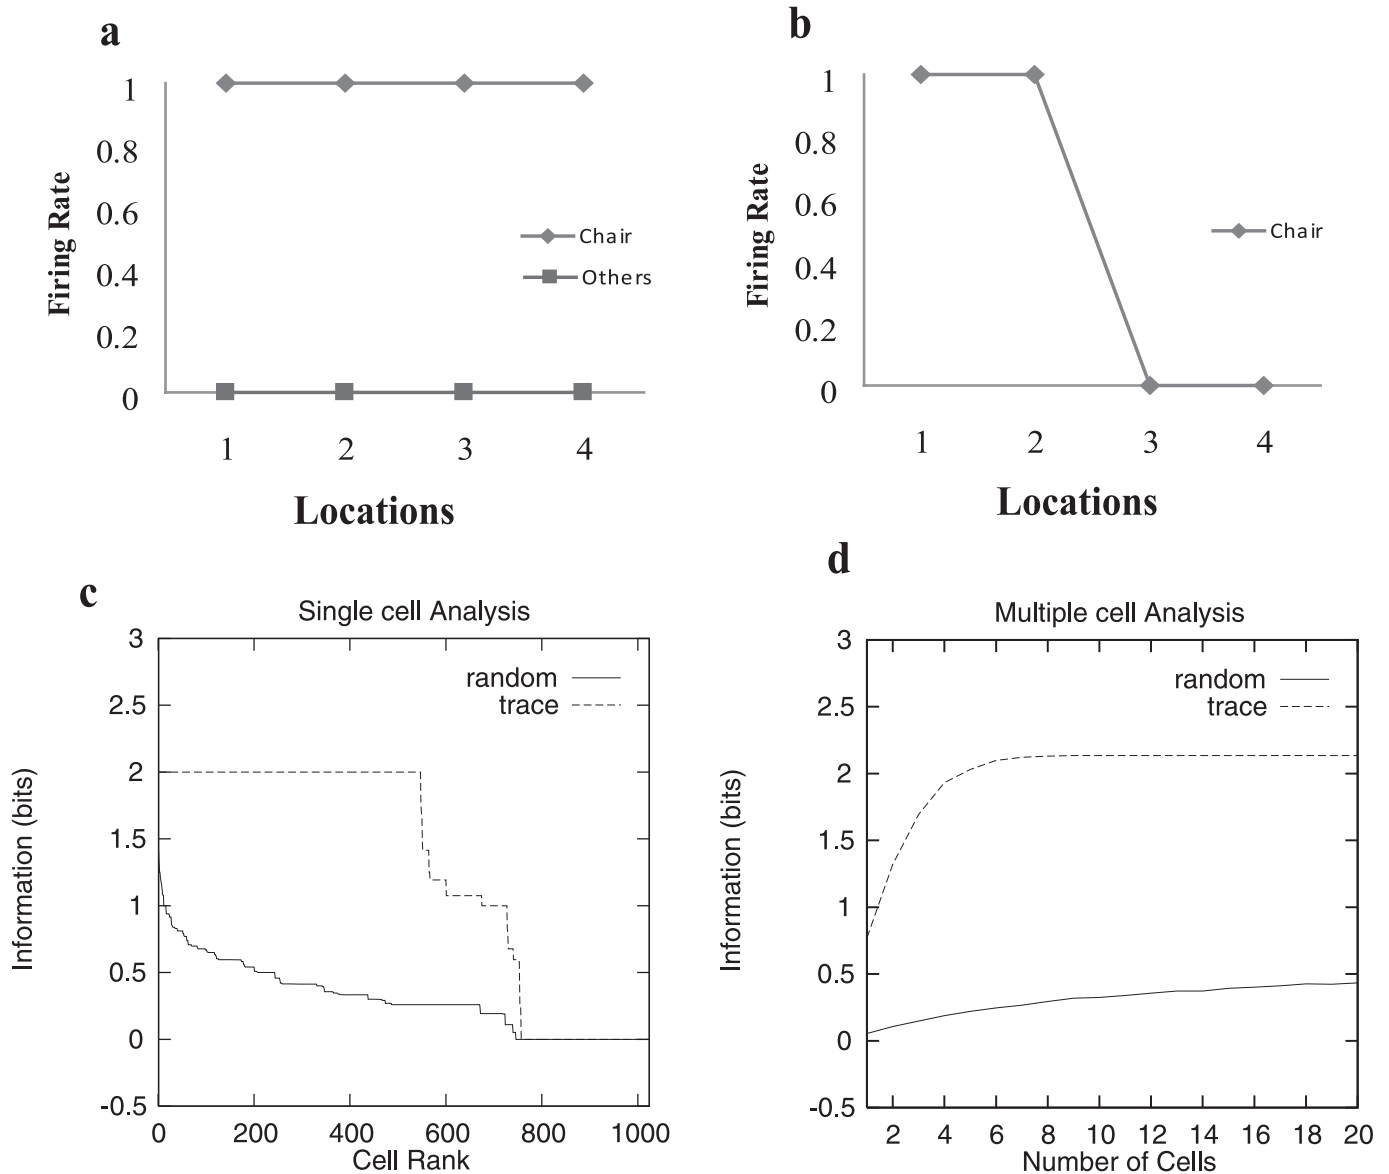 a
Firing Rate
1
0.8
0.6
0.4
0.2
0
Chair
Others
1 2 3 4
Locations
b
Firing Rate
1
0.8
0.6
0.4
0.2
0
Chair
1 2 3 4
Locations
c
Single cell Analysis
Information (bits)
3
2.5
2
1.5
1
0.5
0
-0.5
random
trace
0 200 400 600 800 1000
Cell Rank
d
Multiple cell Analysis
Information (bits)
3
2.5
2
1.5
1
0.5
0
-0.5
random
trace
2 4 6 8 10 12 14 16 18 20
Number of Cells